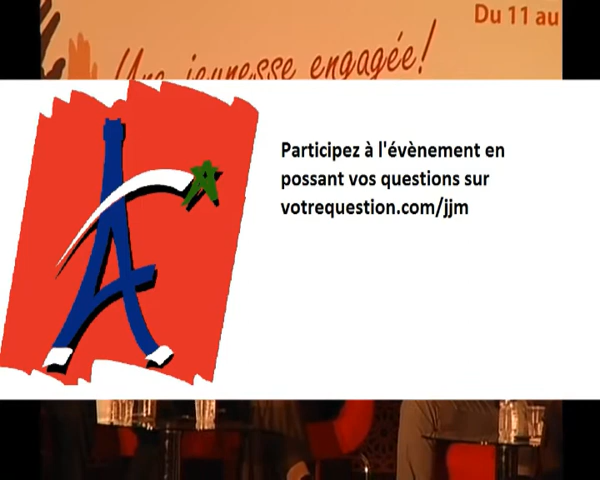 Du 11 au
Une jeunesse engagée!
Participez à l'évènement en
possant vos questions sur
votrequestion.com/jjm